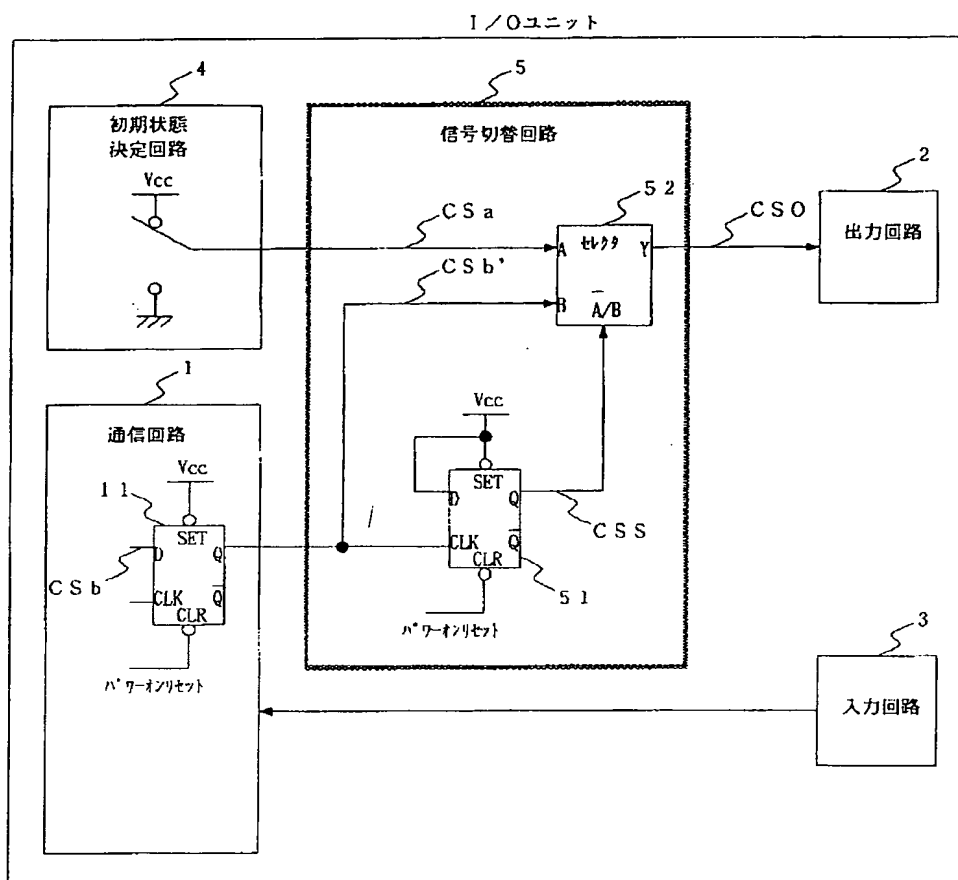 I/Oユニット
4
初期状態
決定回路
Vcc
5
信号切替回路
CSa
CSb'
52
A セレクタ Y
B
A̅/B
CSO
2
出力回路
1
通信回路
Vcc
11
SET
D Q
CSb
CLK Q̅
CLR
パワーオンリセット
Vcc
SET
D Q
CSS
CLK Q̅
CLR
51
パワーオンリセット
3
入力回路